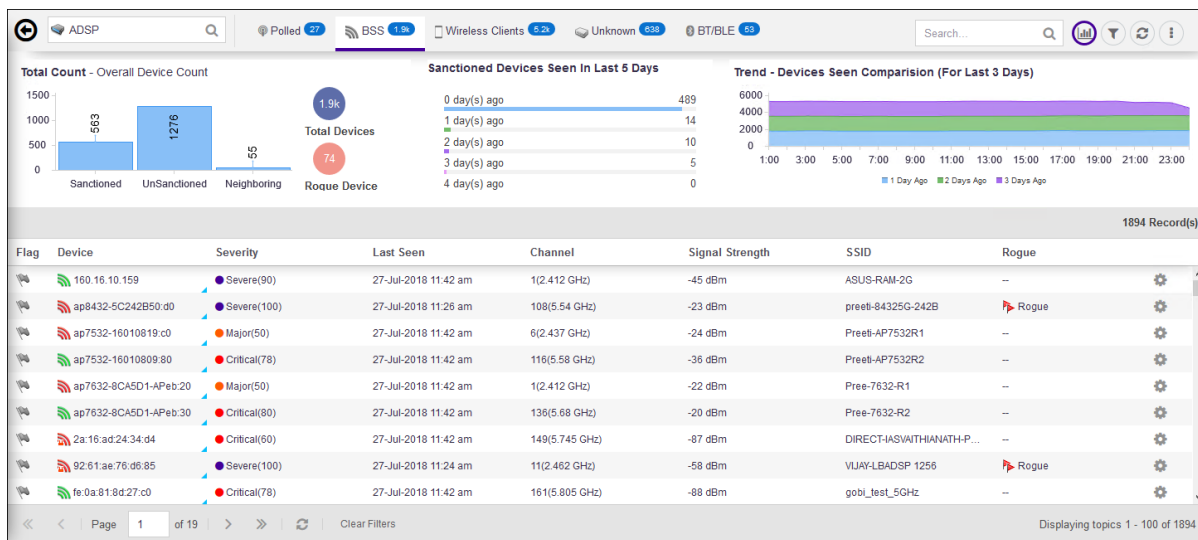 ADSP Polled 27 BSS 1.9k Wireless Clients 5.2k Unknown 638 BT/BLE 53 Search...
Total Count - Overall Device Count
1500
1000
500
0
563
1276
55
Sanctioned UnSanctioned Neighboring
1.9k
Total Devices
74
Rogue Device
Sanctioned Devices Seen In Last 5 Days
0 day(s) ago 489
1 day(s) ago 14
2 day(s) ago 10
3 day(s) ago 5
4 day(s) ago 0
Trend - Devices Seen Comparision (For Last 3 Days)
6000
4000
2000
0
1:00 3:00 5:00 7:00 9:00 11:00 13:00 15:00 17:00 19:00 21:00 23:00
1 Day Ago 2 Days Ago 3 Days Ago
1894 Record(s)
Flag Device Severity Last Seen Channel Signal Strength SSID Rogue
160.16.10.159 Severe(90) 27-Jul-2018 11:42 am 1(2.412 GHz) -45 dBm ASUS-RAM-2G --
ap8432-5C242B50:d0 Severe(100) 27-Jul-2018 11:26 am 108(5.54 GHz) -23 dBm preeti-84325G-242B Rogue
ap7532-16010819:c0 Major(50) 27-Jul-2018 11:42 am 6(2.437 GHz) -24 dBm Preeti-AP7532R1 --
ap7532-16010809:80 Critical(78) 27-Jul-2018 11:42 am 116(5.58 GHz) -36 dBm Preeti-AP7532R2 --
ap7632-8CA5D1-APeb:20 Major(50) 27-Jul-2018 11:42 am 1(2.412 GHz) -22 dBm Pree-7632-R1 --
ap7632-8CA5D1-APeb:30 Critical(80) 27-Jul-2018 11:42 am 136(5.68 GHz) -20 dBm Pree-7632-R2 --
2a:16:ad:24:34:d4 Critical(60) 27-Jul-2018 11:42 am 149(5.745 GHz) -87 dBm DIRECT-IASVAITHIANATH-P... --
92:61:ae:76:d6:85 Severe(100) 27-Jul-2018 11:24 am 11(2.462 GHz) -58 dBm VIJAY-LBADSP 1256 Rogue
fe:0a:81:8d:27:c0 Critical(78) 27-Jul-2018 11:42 am 161(5.805 GHz) -88 dBm gobi_test_5GHz --
Page 1 of 19 Clear Filters Displaying topics 1 - 100 of 1894